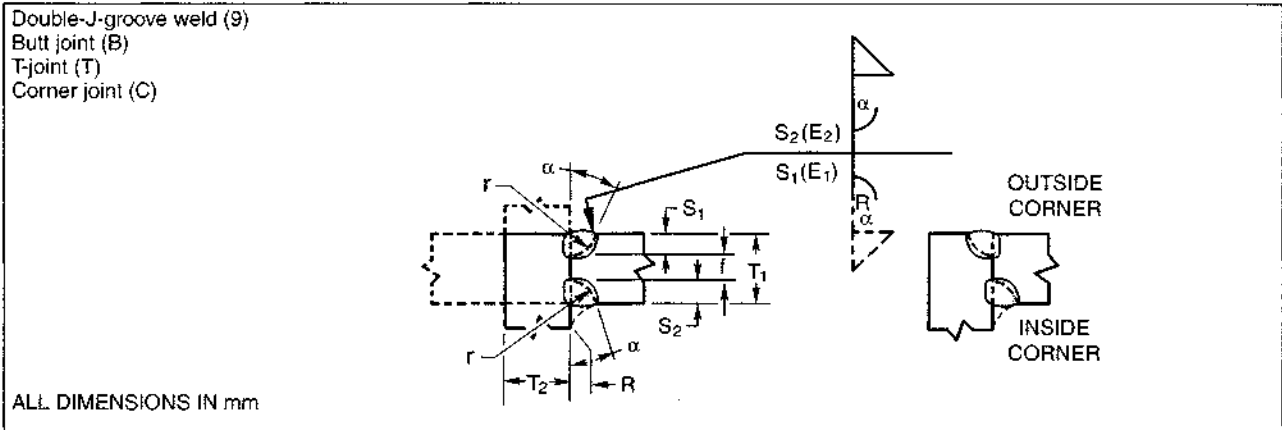 Double-J-groove weld (9)
Butt joint (B)
T-joint (T)
Corner joint (C)
α
S₂(E₂)
S₁(E₁)
R
α
OUTSIDE
CORNER
α
r
S₁
f
T₁
S₂
r
α
T₂
R
INSIDE
CORNER
ALL DIMENSIONS IN mm